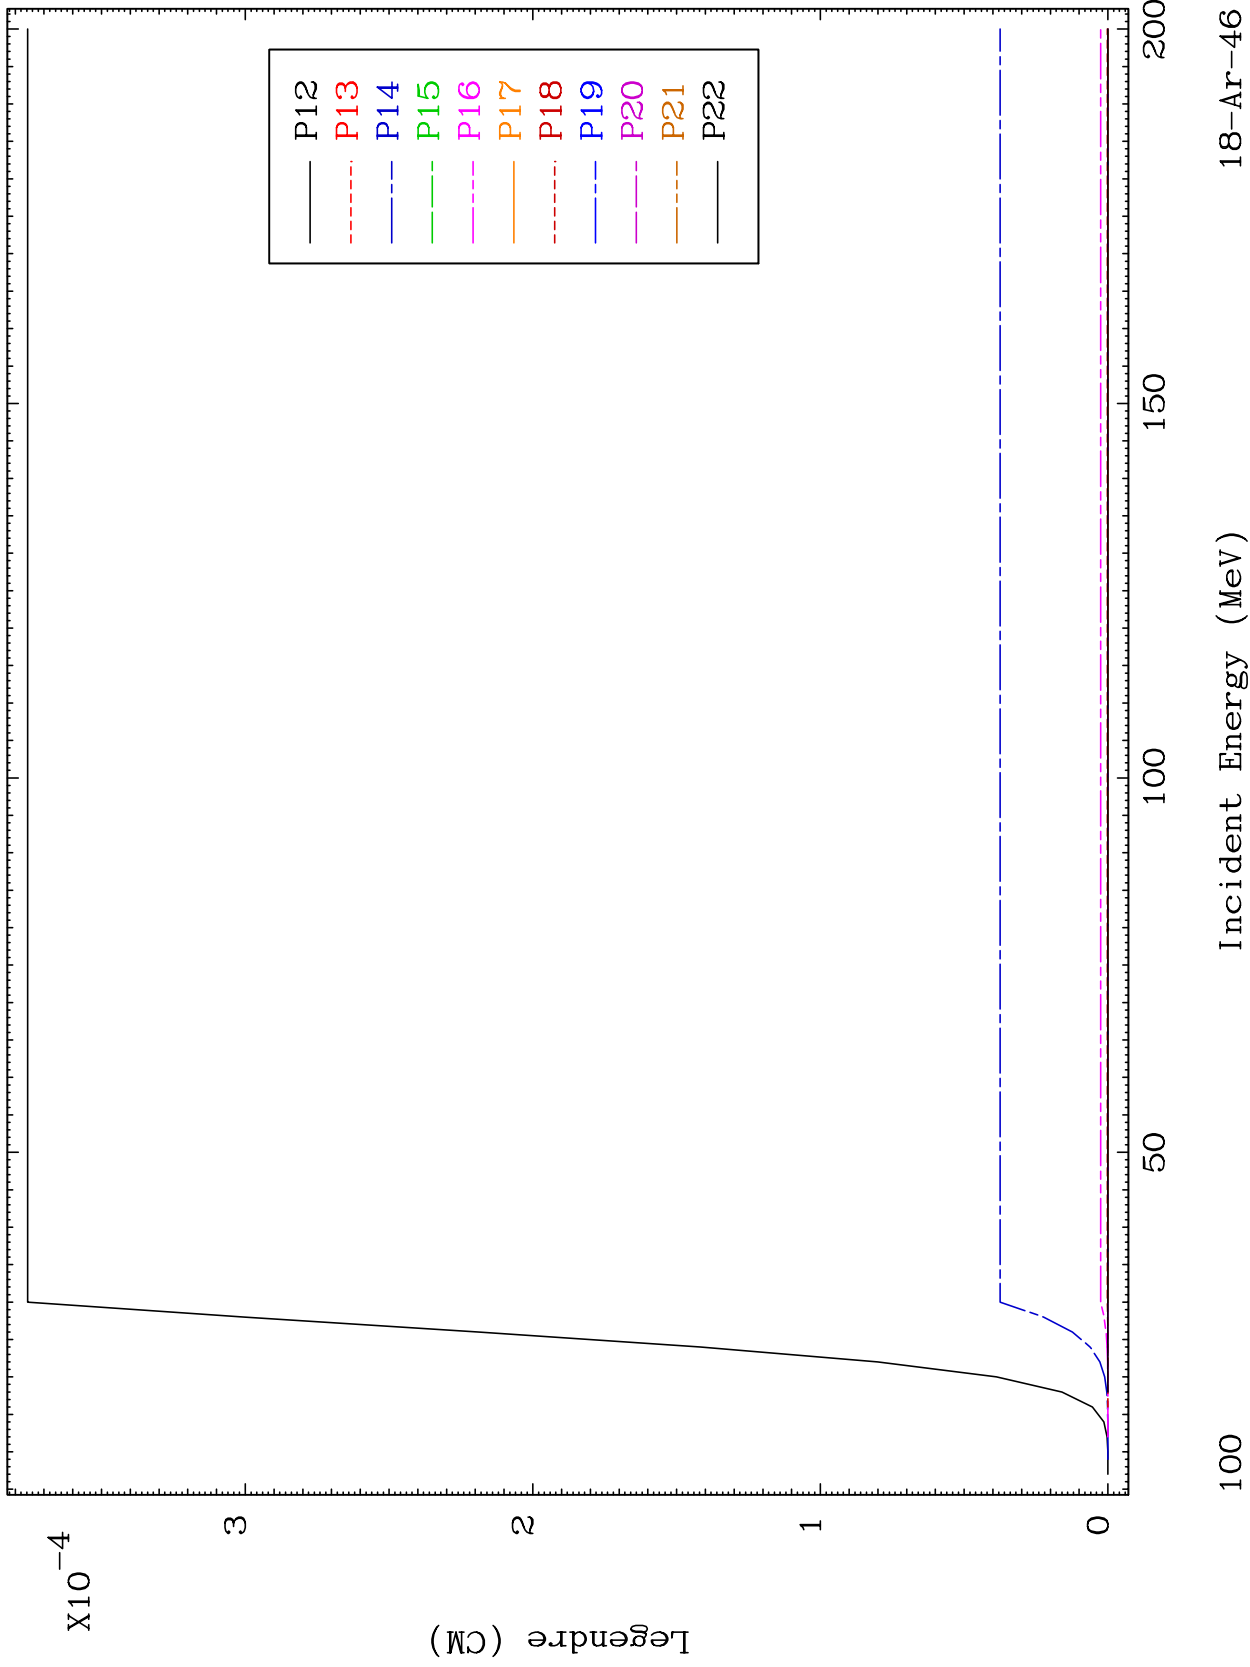 X10-4
3
2
1
0
Legendre (CM)
P12
P13
P14
P15
P16
P17
P18
P19
P20
P21
P22
50
100
150
200
Incident Energy (MeV)
100
18-Ar-46